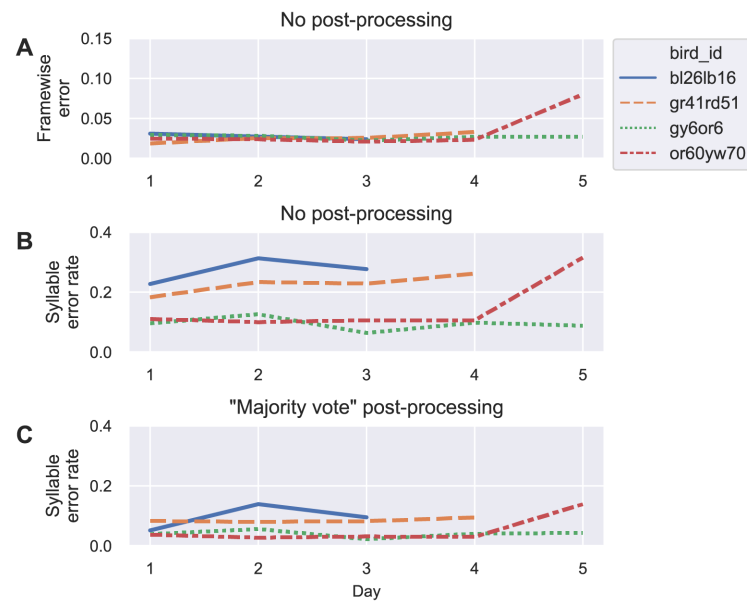 No post-processing
A
Framewise
error
0.15
0.10
0.05
0.00
1 2 3 4 5
bird_id
bl26lb16
gr41rd51
gy6or6
or60yw70
No post-processing
B
Syllable
error rate
0.4
0.2
0.0
1 2 3 4 5
"Majority vote" post-processing
C
Syllable
error rate
0.4
0.2
0.0
1 2 3 4 5
Day